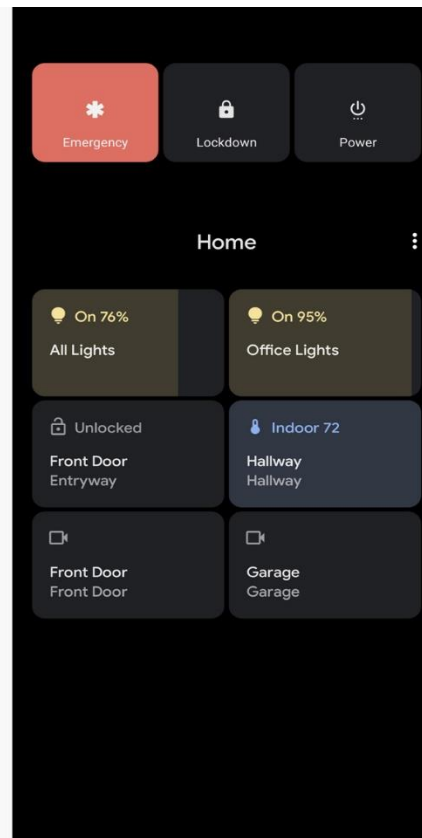 Emergency
Lockdown
Power
Home
On 76%
All Lights
On 95%
Office Lights
Unlocked
Front Door
Entryway
Indoor 72
Hallway
Hallway
Front Door
Front Door
Garage
Garage